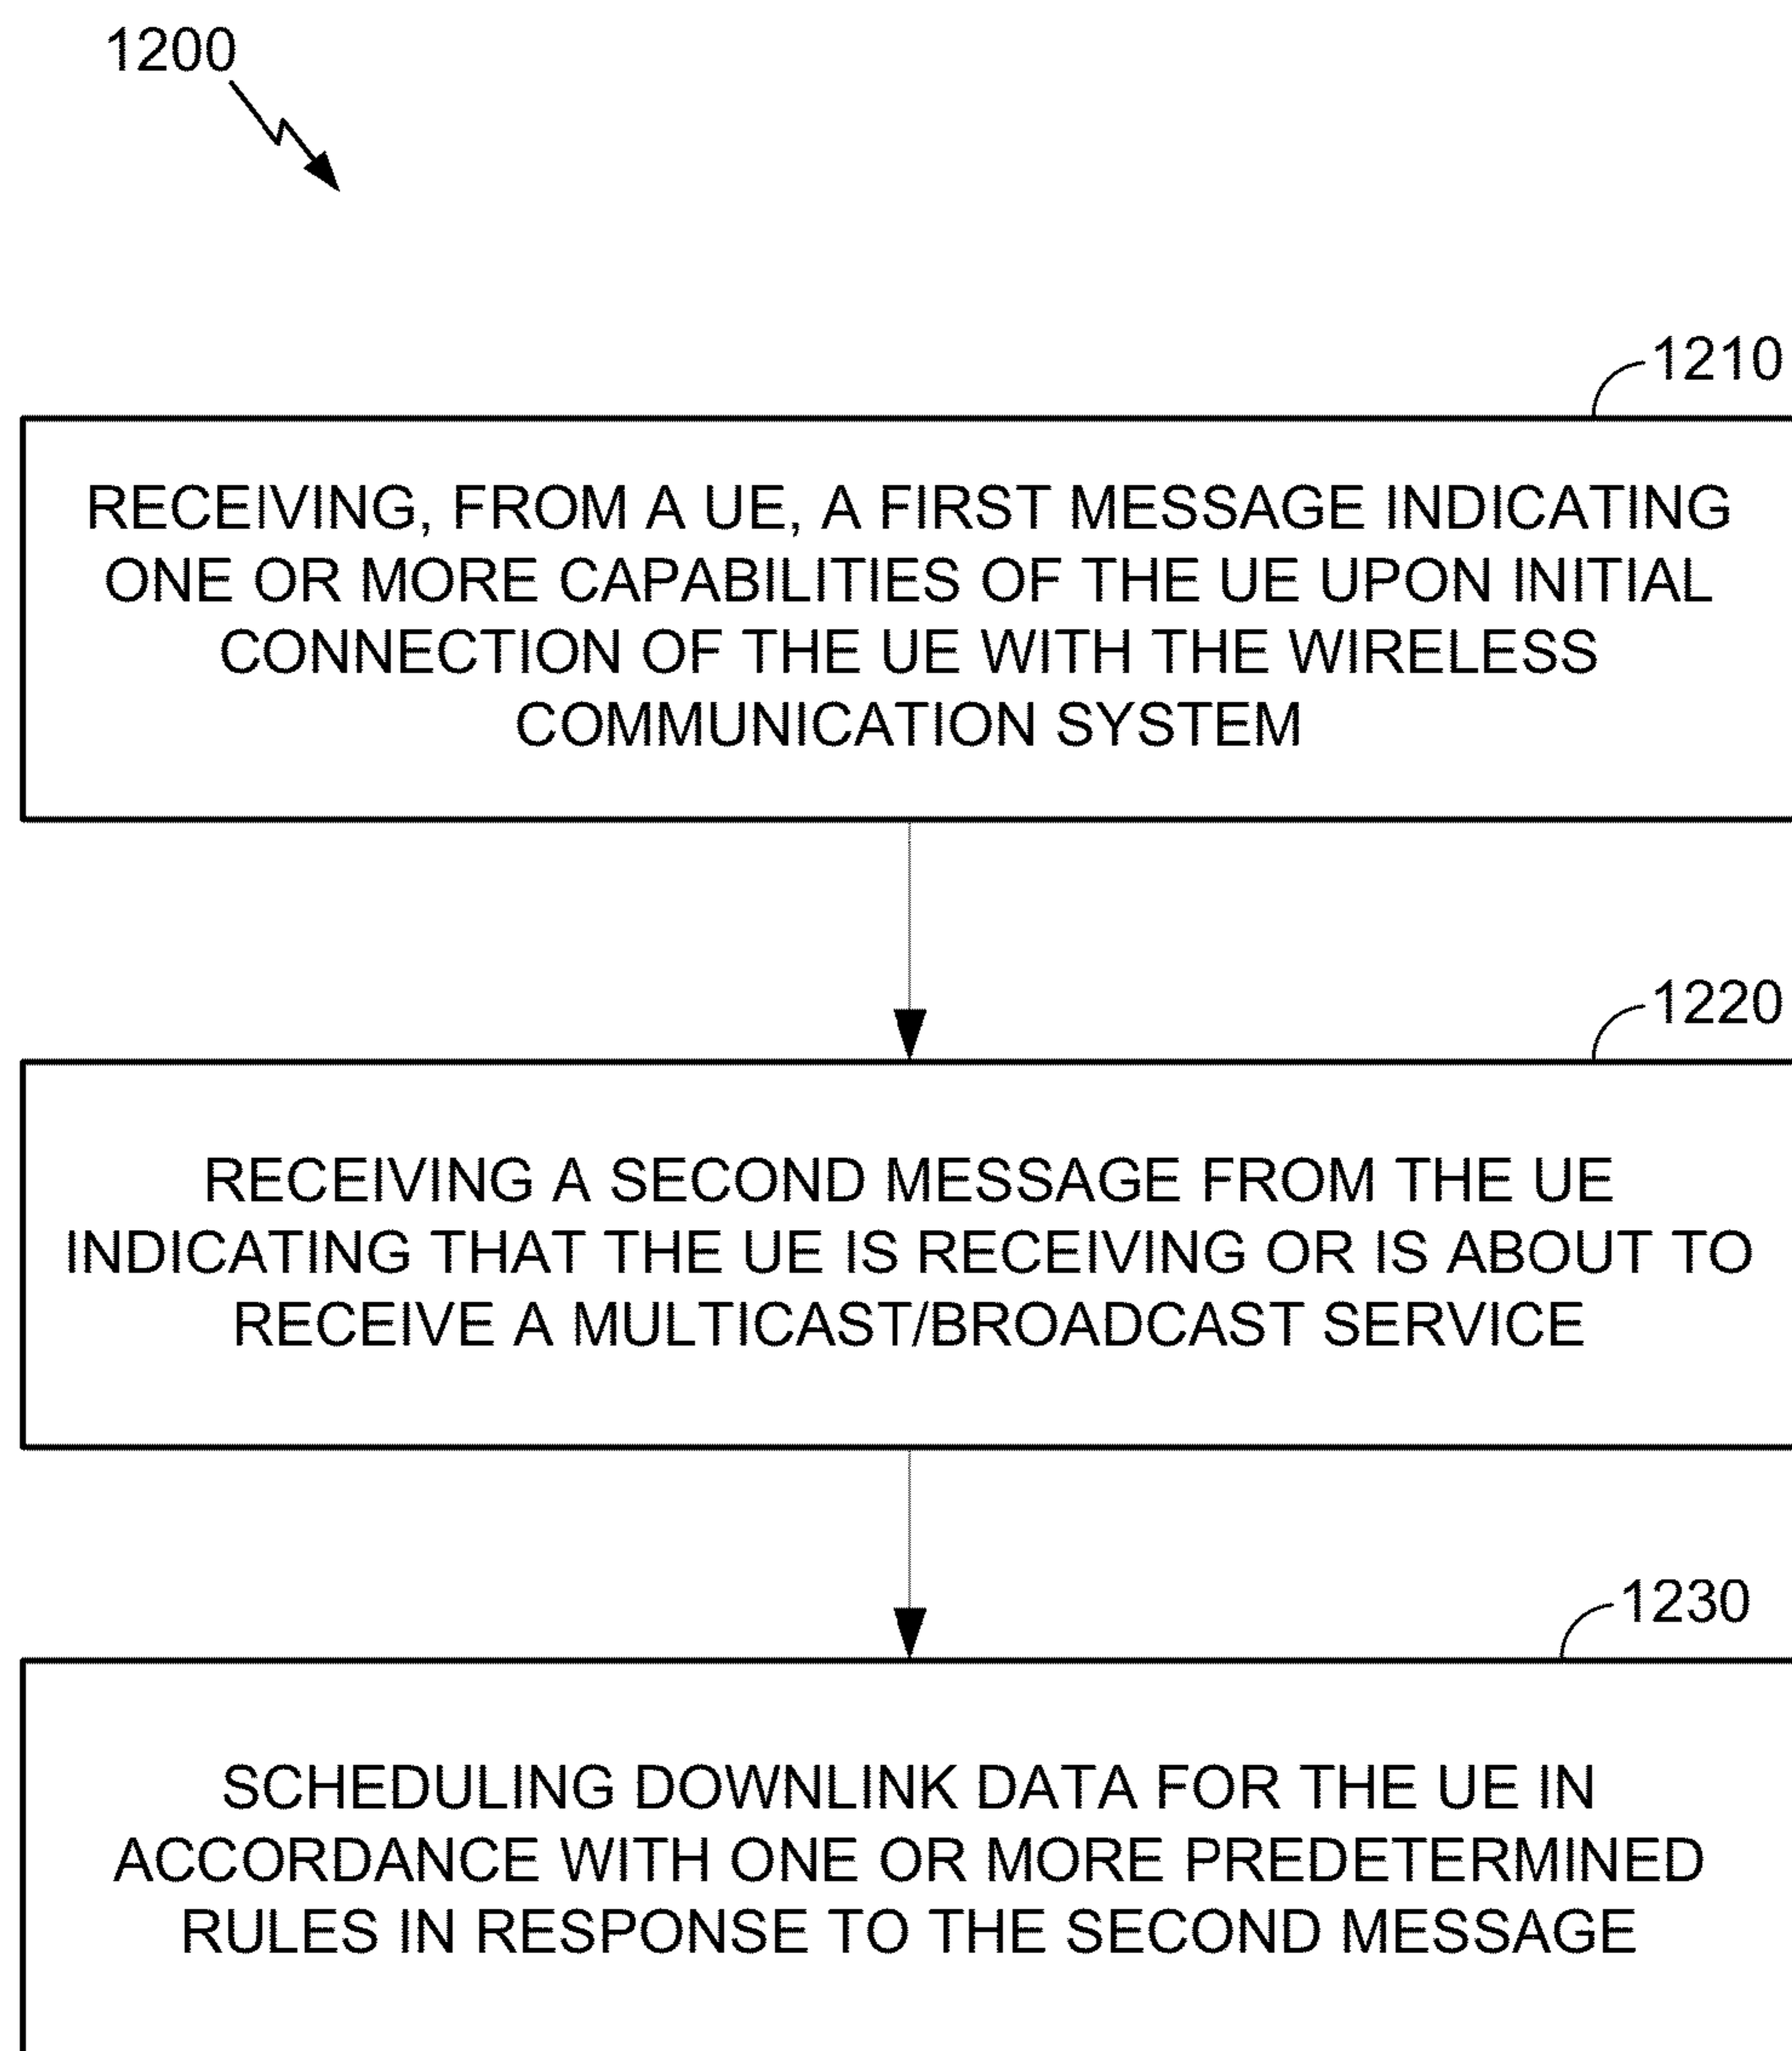 1200
1210
RECEIVING, FROM A UE, A FIRST MESSAGE INDICATING
ONE OR MORE CAPABILITIES OF THE UE UPON INITIAL
CONNECTION OF THE UE WITH THE WIRELESS
COMMUNICATION SYSTEM
1220
RECEIVING A SECOND MESSAGE FROM THE UE
INDICATING THAT THE UE IS RECEIVING OR IS ABOUT TO
RECEIVE A MULTICAST/BROADCAST SERVICE
1230
SCHEDULING DOWNLINK DATA FOR THE UE IN
ACCORDANCE WITH ONE OR MORE PREDETERMINED
RULES IN RESPONSE TO THE SECOND MESSAGE